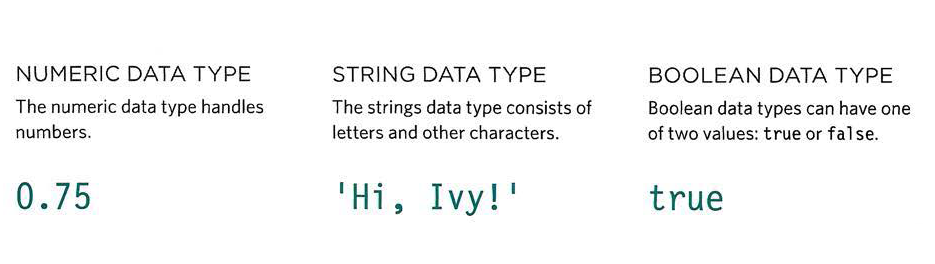 NUMERIC DATA TYPE
The numeric data type handles
numbers.
0.75
STRING DATA TYPE
The strings data type consists of
letters and other characters.
'Hi, Ivy!'
BOOLEAN DATA TYPE
Boolean data types can have one
of two values: true or false.
true